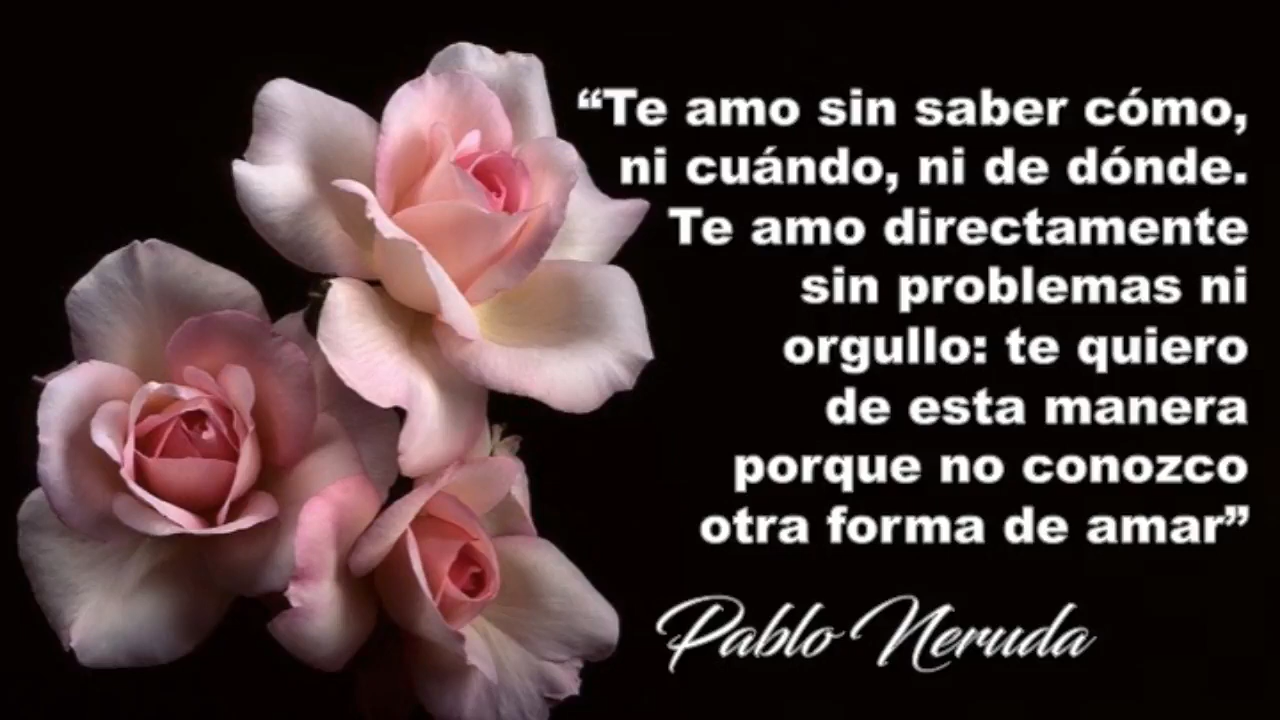 “Te amo sin saber cómo,
ni cuándo, ni de dónde.
Te amo directamente
sin problemas ni
orgullo: te quiero
de esta manera
porque no conozco
otra forma de amar”
Pablo Neruda